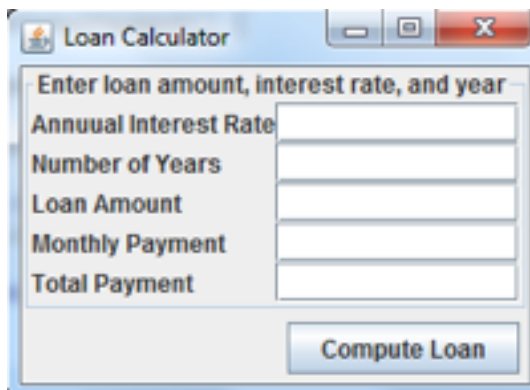 Loan Calculator
Enter loan amount, interest rate, and year
Annuual Interest Rate
Number of Years
Loan Amount
Monthly Payment
Total Payment
Compute Loan